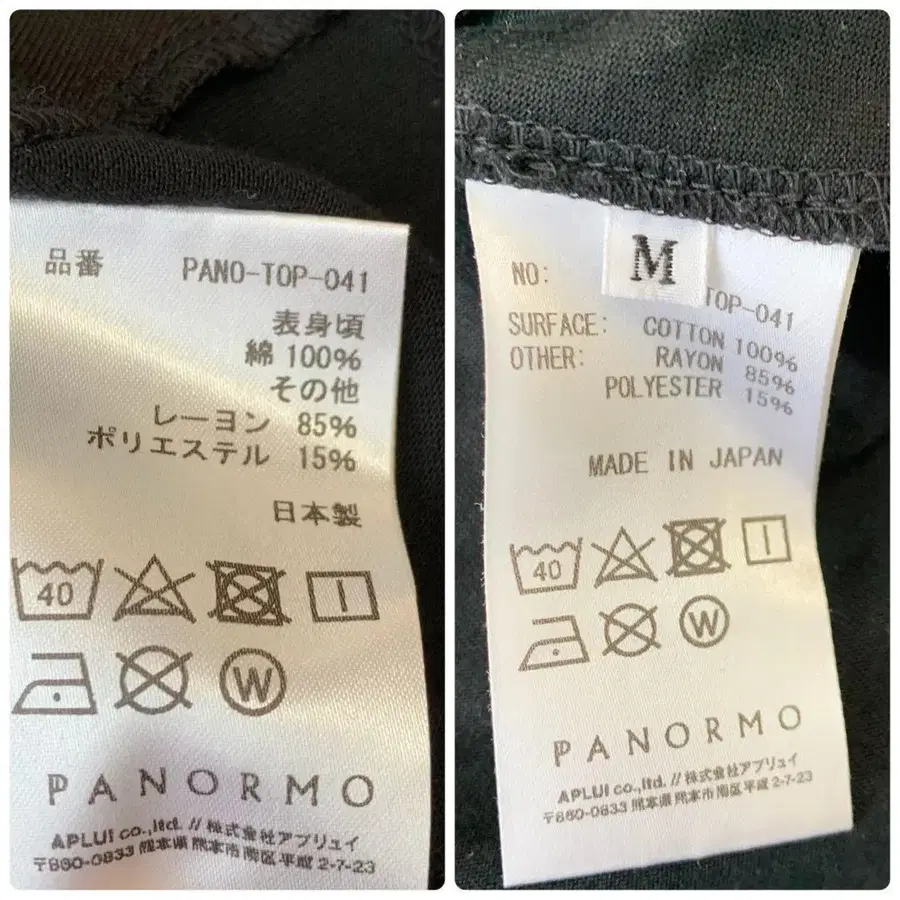 品番 PANO-TOP-041
表身頃
綿 100%
その他
レーヨン 85%
ポリエステル 15%
日本製
40
W
PANORMO
APLUI co.,ltd. // 株式会社アプリュイ
〒860-0833 熊本県熊本市南区平成2-7-23
M
NO: TOP-041
SURFACE: COTTON 100%
OTHER: RAYON 85%
POLYESTER 15%
MADE IN JAPAN
40
W
PANORMO
APLUI co.,ltd. // 株式会社アプリュイ
〒860-0833 熊本県熊本市南区平成2-7-23